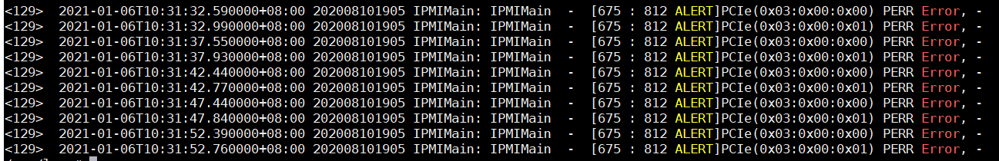 <129>  2021-01-06T10:31:32.590000+08:00 202008101905 IPMIMain: IPMIMain  -  [675 : 812 ALERT]PCIe(0x03:0x00:0x00) PERR Error, -
<129>  2021-01-06T10:31:32.990000+08:00 202008101905 IPMIMain: IPMIMain  -  [675 : 812 ALERT]PCIe(0x03:0x00:0x01) PERR Error, -
<129>  2021-01-06T10:31:37.550000+08:00 202008101905 IPMIMain: IPMIMain  -  [675 : 812 ALERT]PCIe(0x03:0x00:0x00) PERR Error, -
<129>  2021-01-06T10:31:37.930000+08:00 202008101905 IPMIMain: IPMIMain  -  [675 : 812 ALERT]PCIe(0x03:0x00:0x01) PERR Error, -
<129>  2021-01-06T10:31:42.440000+08:00 202008101905 IPMIMain: IPMIMain  -  [675 : 812 ALERT]PCIe(0x03:0x00:0x00) PERR Error, -
<129>  2021-01-06T10:31:42.770000+08:00 202008101905 IPMIMain: IPMIMain  -  [675 : 812 ALERT]PCIe(0x03:0x00:0x01) PERR Error, -
<129>  2021-01-06T10:31:47.440000+08:00 202008101905 IPMIMain: IPMIMain  -  [675 : 812 ALERT]PCIe(0x03:0x00:0x00) PERR Error, -
<129>  2021-01-06T10:31:47.840000+08:00 202008101905 IPMIMain: IPMIMain  -  [675 : 812 ALERT]PCIe(0x03:0x00:0x01) PERR Error, -
<129>  2021-01-06T10:31:52.390000+08:00 202008101905 IPMIMain: IPMIMain  -  [675 : 812 ALERT]PCIe(0x03:0x00:0x00) PERR Error, -
<129>  2021-01-06T10:31:52.760000+08:00 202008101905 IPMIMain: IPMIMain  -  [675 : 812 ALERT]PCIe(0x03:0x00:0x01) PERR Error, -